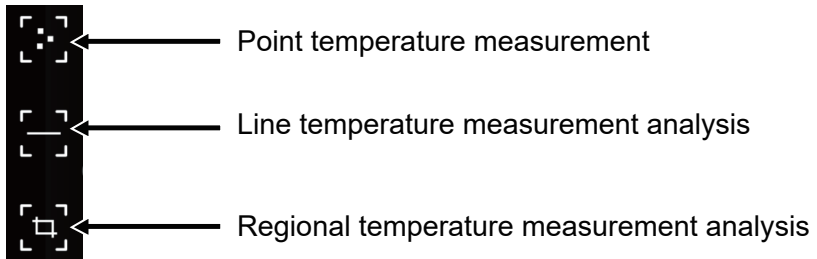 Point temperature measurement
Line temperature measurement analysis
Regional temperature measurement analysis